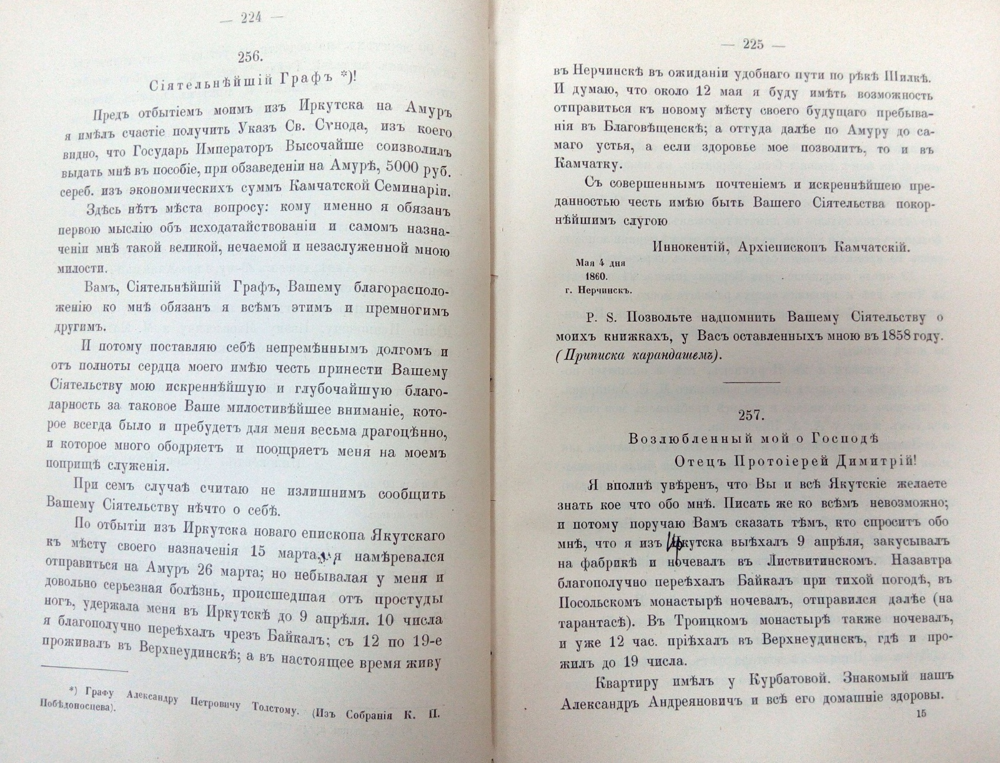 — 224 —
256.
Сіятельнѣйшій Графъ *)!
Предъ отбытіемъ моимъ изъ Иркутска на Амуръ
я имѣлъ счастіе получить Указъ Св. Сѵнода, изъ коего
видно, что Государь Императоръ Высочайше соизволилъ
выдать мнѣ въ пособіе, при обзаведеніи на Амурѣ, 5000 руб.
сереб. изъ экономическихъ суммъ Камчатской Семинаріи.
Здѣсь нѣтъ мѣста вопросу: кому именно я обязанъ
первою мыслію объ исходатайствованіи и самомъ назна-
ченіи мнѣ такой великой, нечаемой и незаслуженной мною
милости.
Вамъ, Сіятельнѣйшій Графъ, Вашему благорасполо-
женію ко мнѣ обязанъ я всѣмъ этимъ и премногимъ
другимъ.
И потому поставляю себѣ непремѣннымъ долгомъ и
отъ полноты сердца моего имѣю честь принести Вашему
Сіятельству мою искреннѣйшую и глубочайшую благо-
дарность за таковое Ваше милостивѣйшее вниманіе, кото-
рое всегда было и пребудетъ для меня весьма драгоцѣнно,
и которое много ободряетъ и поощряетъ меня на моемъ
поприщѣ служенія.
При семъ случаѣ считаю не излишнимъ сообщить
Вашему Сіятельству нѣчто о себѣ.
По отбытіи изъ Иркутска новаго епископа Якутскаго
къ мѣсту своего назначенія 15 марта, я намѣревался
отправиться на Амуръ 26 марта; но небывалая у меня и
довольно серьезная болѣзнь, происшедшая отъ простуды
ногъ, удержала меня въ Иркутскѣ до 9 апрѣля. 10 числа
я благополучно переѣхалъ чрезъ Байкалъ; съ 12 по 19-е
проживалъ въ Верхнеудинскѣ; а въ настоящее время живу
*) Графу Александру Петровичу Толстому. (Изъ Собранія К. П.
Побѣдоносцева).
— 225 —
въ Нерчинскѣ въ ожиданіи удобнаго пути по рѣкѣ Шилкѣ.
И думаю, что около 12 мая я буду имѣть возможность
отправиться къ новому мѣсту своего будущаго пребыва-
нія въ Благовѣщенскѣ; а оттуда далѣе по Амуру до са-
маго устья, а если здоровье мое позволитъ, то и въ
Камчатку.
Съ совершеннымъ почтеніемъ и искреннѣйшею пре-
данностью честь имѣю быть Вашего Сіятельства покор-
нѣйшимъ слугою
Иннокентій, Архіепископъ Камчатскій.
Мая 4 дня
1860.
г. Нерчинскъ.
P. S. Позвольте надпомнить Вашему Сіятельству о
моихъ книжкахъ, у Васъ оставленныхъ мною въ 1858 году.
(Приписка карандашемъ).
257.
Возлюбленный мой о Господѣ
Отецъ Протоіерей Димитрій!
Я вполнѣ увѣренъ, что Вы и всѣ Якутскіе желаете
знать кое что обо мнѣ. Писать же ко всѣмъ невозможно;
и потому поручаю Вамъ сказать тѣмъ, кто спроситъ обо
мнѣ, что я изъ Иркутска выѣхалъ 9 апрѣля, закусывалъ
на фабрикѣ и ночевалъ въ Листвитинскомъ. Назавтра
благополучно переѣхалъ Байкалъ при тихой погодѣ, въ
Посольскомъ монастырѣ ночевалъ, отправился далѣе (на
тарантасѣ). Въ Троицкомъ монастырѣ также ночевалъ,
и уже 12 час. пріѣхалъ въ Верхнеудинскъ, гдѣ и про-
жилъ до 19 числа.
Квартиру имѣлъ у Курбатовой. Знакомый нашъ
Александръ Андреяновичъ и всѣ его домашніе здоровы.
15